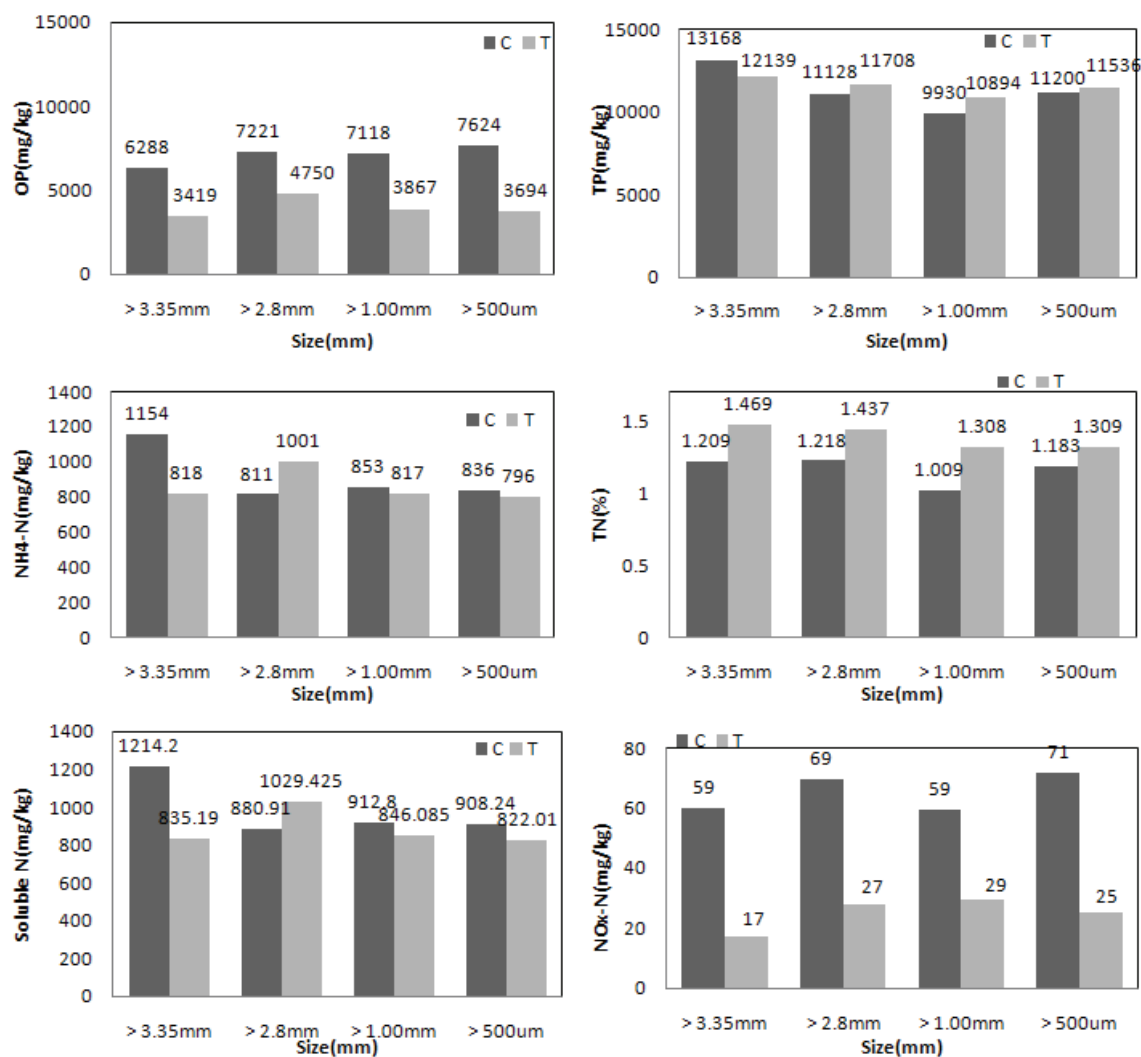 OP(mg/kg)
15000
10000
5000
0
C T
6288 3419 7221 4750 7118 3867 7624 3694
> 3.35mm > 2.8mm > 1.00mm > 500um
Size(mm)
TP(mg/kg)
15000
10000
5000
0
C T
13168 12139 11128 11708 9930 10894 11200 11536
> 3.35mm > 2.8mm > 1.00mm > 500um
Size(mm)
NH4-N(mg/kg)
1400
1200
1000
800
600
400
200
0
C T
1154 818 811 1001 853 817 836 796
> 3.35mm > 2.8mm > 1.00mm > 500um
Size(mm)
TN(%)
1.5
1
0.5
0
C T
1.209 1.469 1.218 1.437 1.009 1.308 1.183 1.309
> 3.35mm > 2.8mm > 1.00mm > 500um
Size(mm)
Soluble N(mg/kg)
1400
1200
1000
800
600
400
200
0
C T
1214.2 835.19 880.91 1029.425 912.8 846.085 908.24 822.01
> 3.35mm > 2.8mm > 1.00mm > 500um
Size(mm)
NOx-N(mg/kg)
80
60
40
20
0
C T
59 17 69 27 59 29 71 25
> 3.35mm > 2.8mm > 1.00mm > 500um
Size(mm)